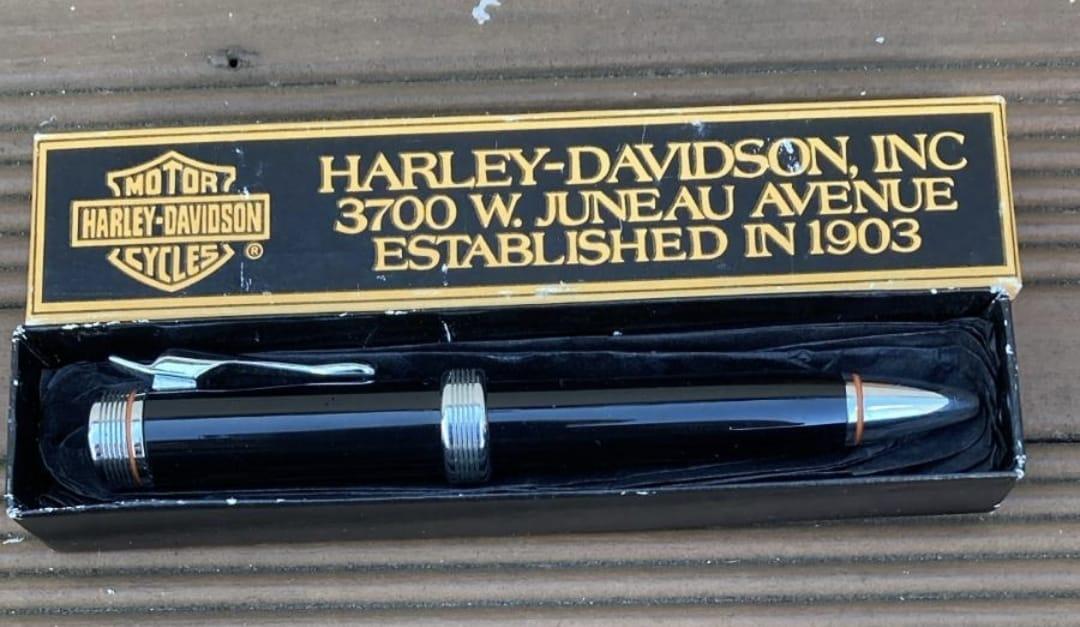 MOTOR
HARLEY-DAVIDSON
CYCLES ®
HARLEY-DAVIDSON, INC
3700 W. JUNEAU AVENUE
ESTABLISHED IN 1903